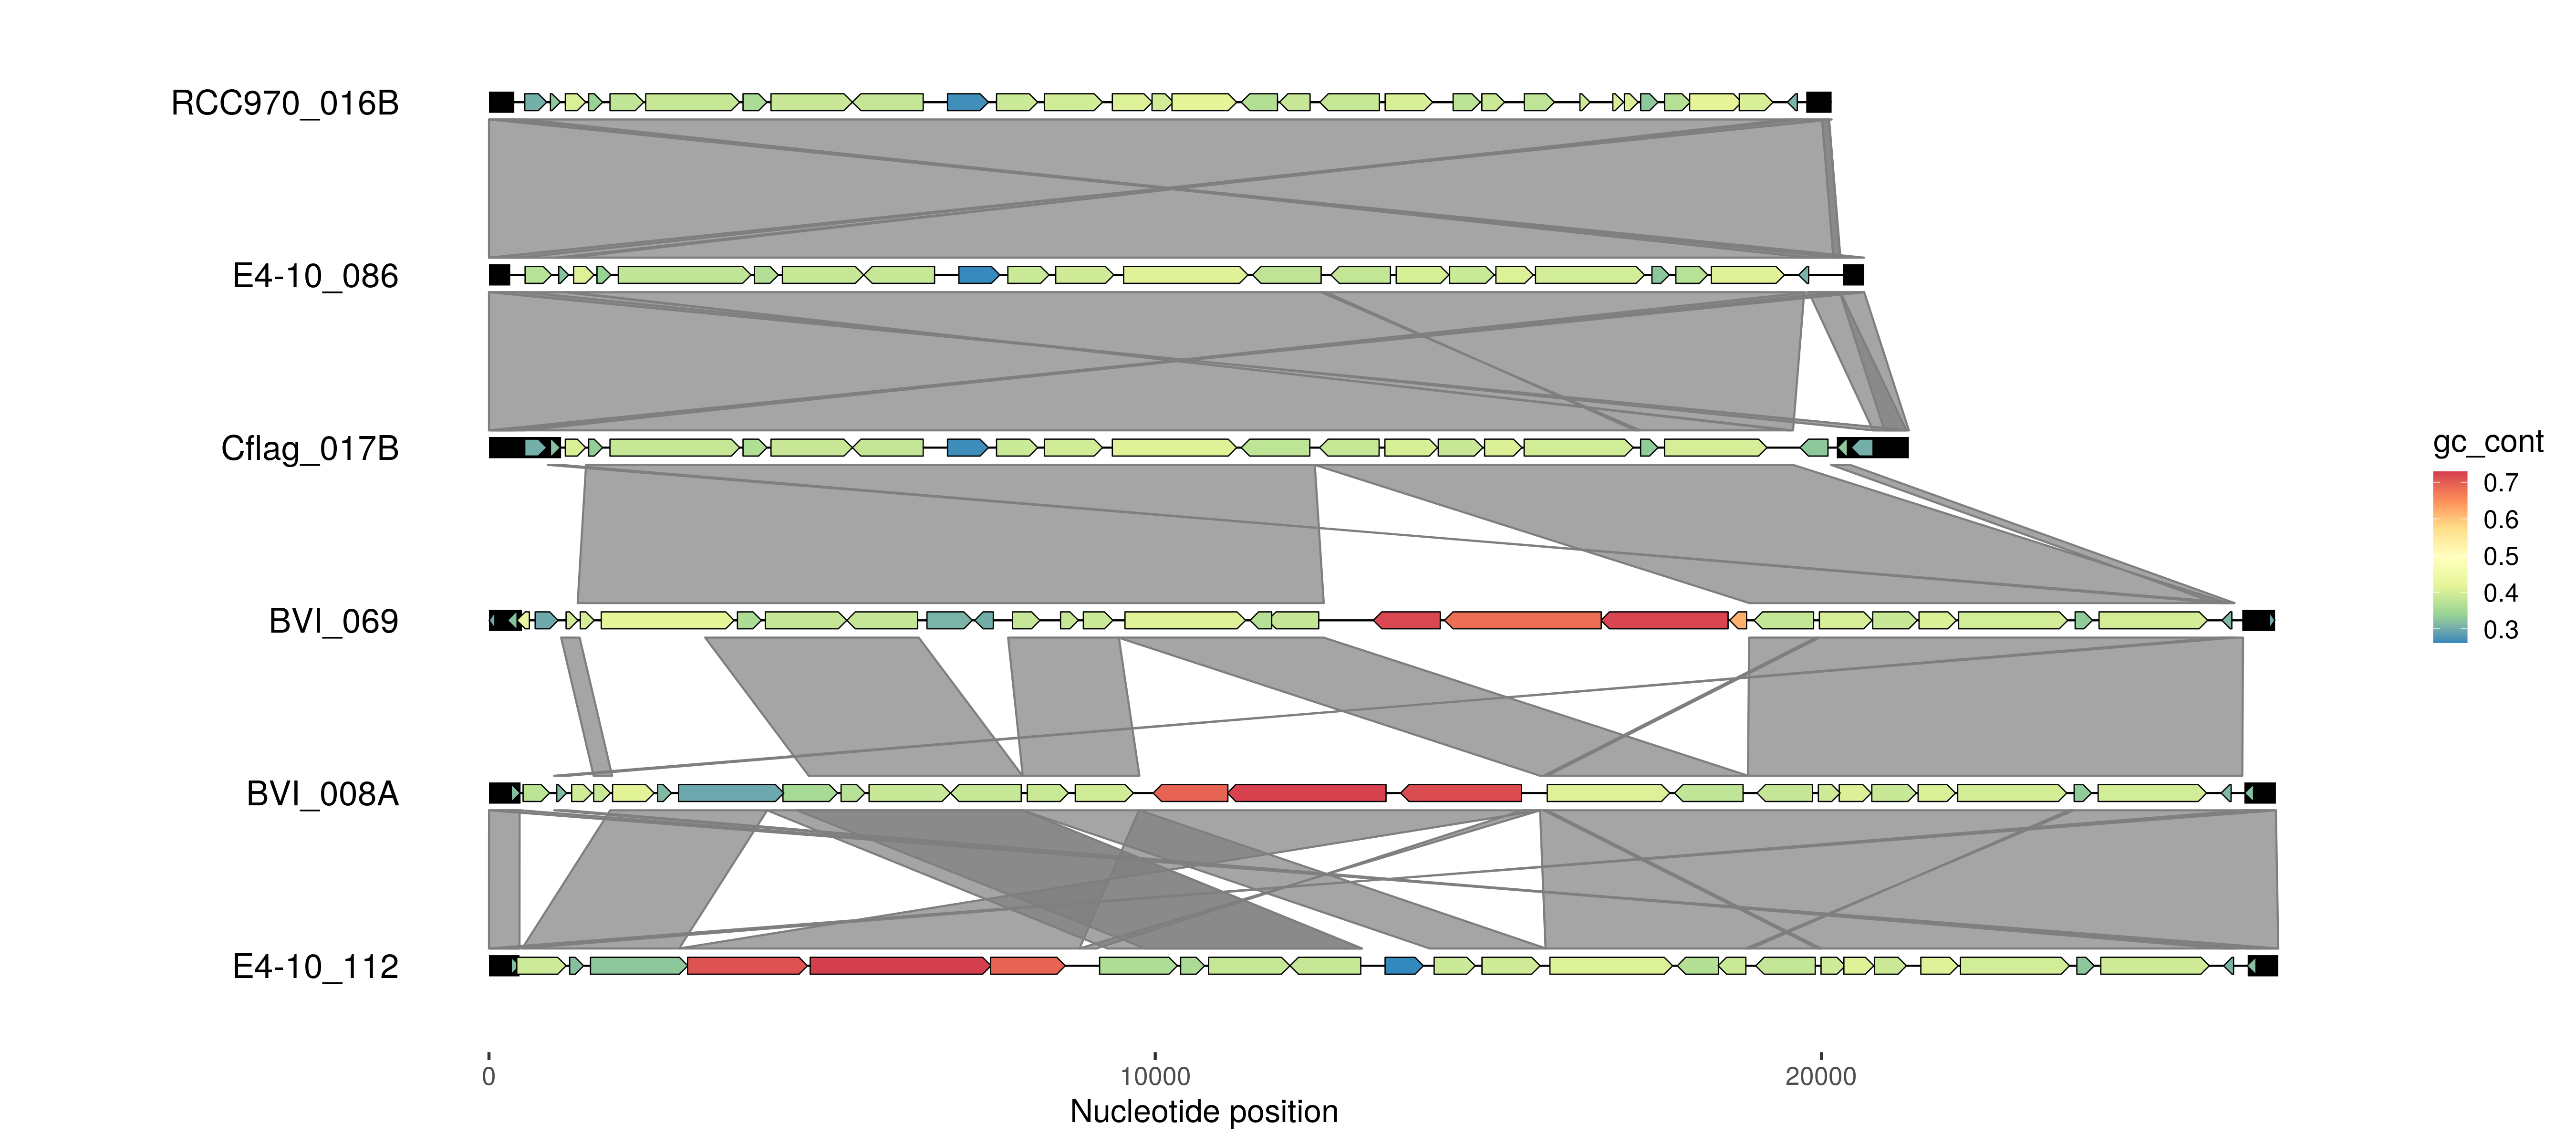 RCC970_016B
E4-10_086
Cflag_017B
BVI_069
BVI_008A
E4-10_112
gc_cont
0.7
0.6
0.5
0.4
0.3
0 10000 20000
Nucleotide position